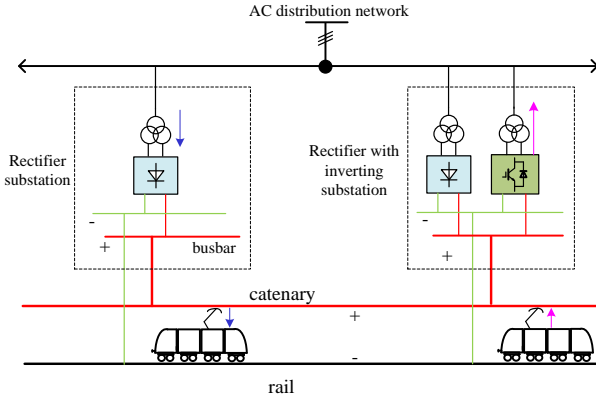 AC distribution network
Rectifier
substation
Rectifier with
inverting
substation
-
+
busbar
-
+
catenary
+
-
rail